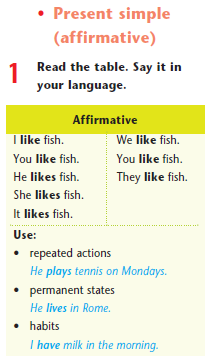 • Present simple
(affirmative)
1 Read the table. Say it in
your language.
Affirmative
I like fish. We like fish.
You like fish. You like fish.
He likes fish. They like fish.
She likes fish.
It likes fish.
Use:
• repeated actions
He plays tennis on Mondays.
• permanent states
He lives in Rome.
• habits
I have milk in the morning.